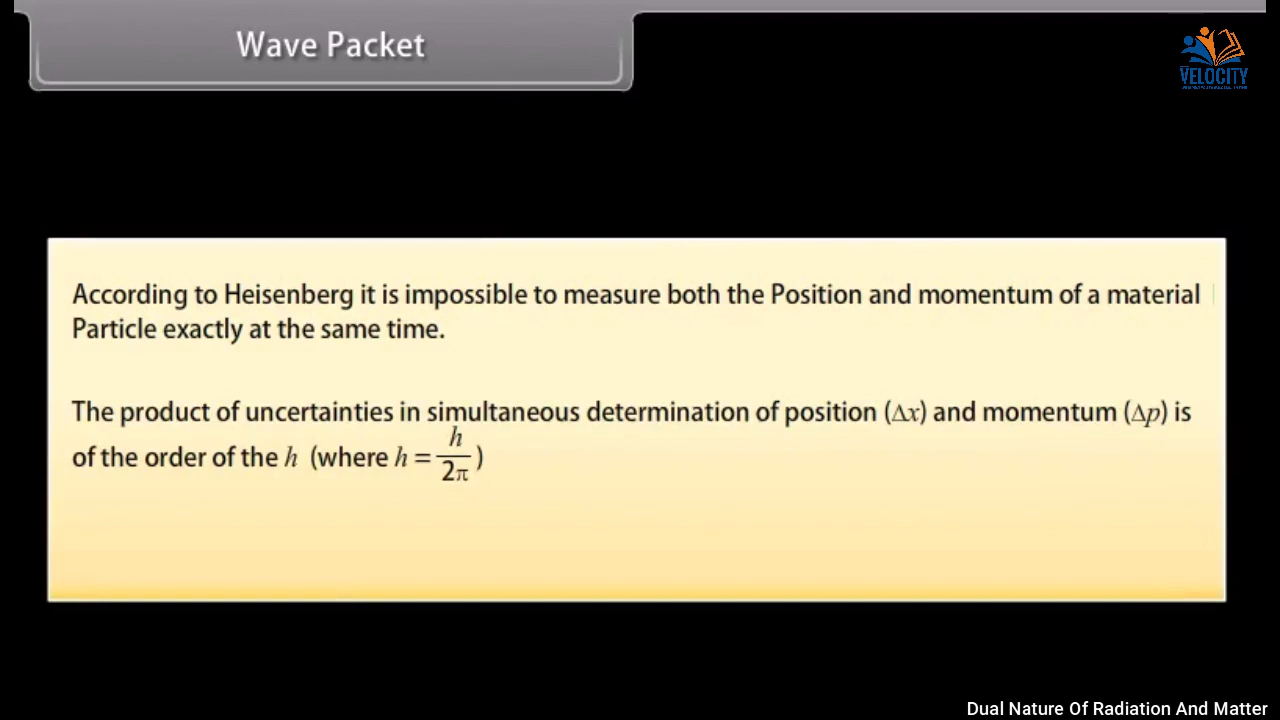 Wave Packet
VELOCITY
According to Heisenberg it is impossible to measure both the Position and momentum of a material
Particle exactly at the same time.
The product of uncertainties in simultaneous determination of position (Δx) and momentum (Δp) is
of the order of the h (where h = h/2π)
Dual Nature Of Radiation And Matter